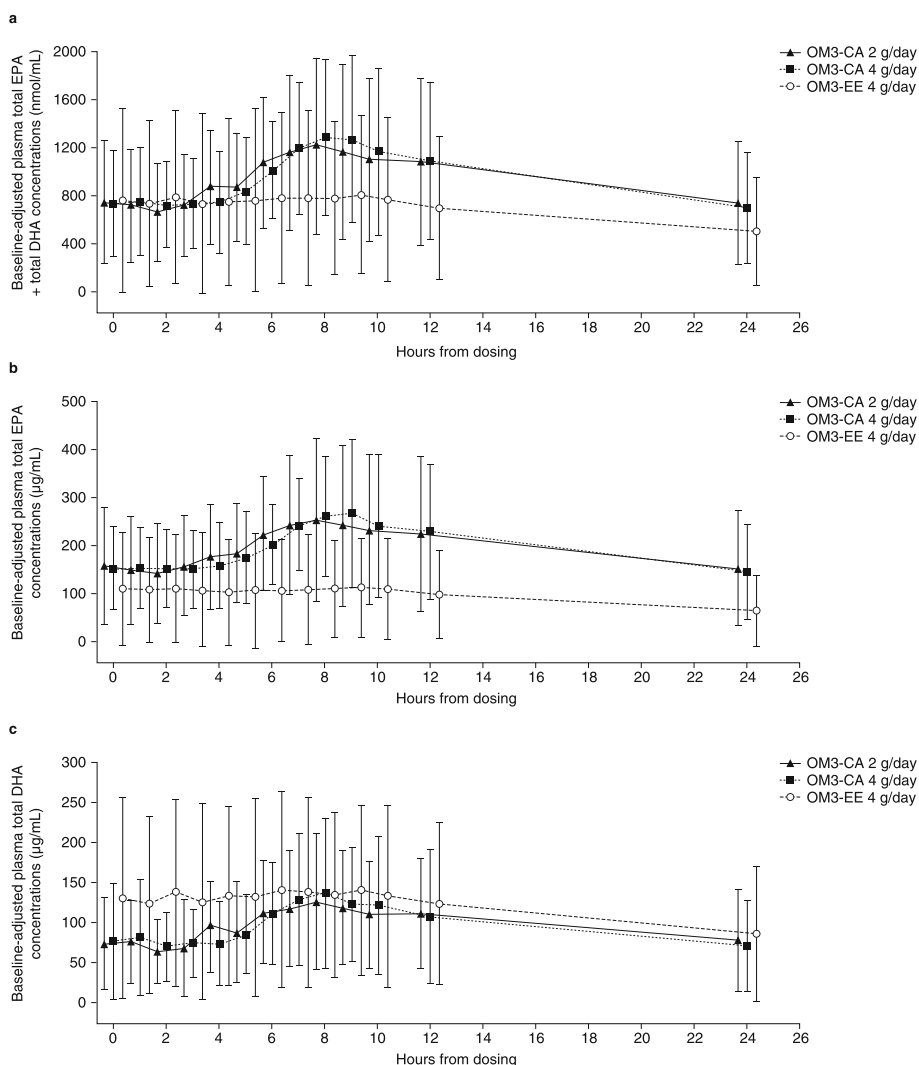 a
Baseline-adjusted plasma total EPA
+ total DHA concentrations (nmol/mL)
2000
1600
1200
800
400
0
OM3-CA 2 g/day
OM3-CA 4 g/day
OM3-EE 4 g/day
0 2 4 6 8 10 12 14 16 18 20 22 24 26
Hours from dosing
b
Baseline-adjusted plasma total EPA
concentrations (µg/mL)
500
400
300
200
100
0
OM3-CA 2 g/day
OM3-CA 4 g/day
OM3-EE 4 g/day
0 2 4 6 8 10 12 14 16 18 20 22 24 26
Hours from dosing
c
Baseline-adjusted plasma total DHA
concentrations (µg/mL)
300
250
200
150
100
50
0
OM3-CA 2 g/day
OM3-CA 4 g/day
OM3-EE 4 g/day
0 2 4 6 8 10 12 14 16 18 20 22 24 26
Hours from dosing